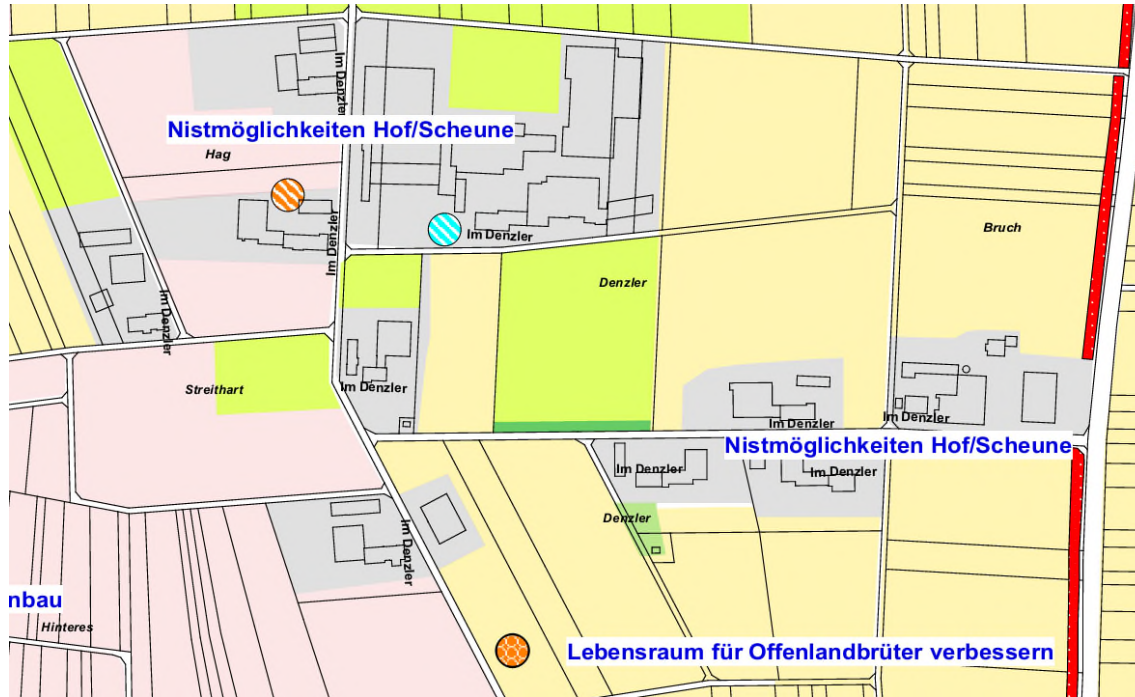 Im Denzler
Nistmöglichkeiten Hof/Scheune
Hag
Im Denzler
Im Denzler
Bruch
Denzler
Im Denzler
Streithart
Im Denzler
Im Denzler
Im Denzler
Nistmöglichkeiten Hof/Scheune
Im Denzler
Im Denzler
Denzler
Im Denzler
nbau
Hinteres
Lebensraum für Offenlandbrüter verbessern